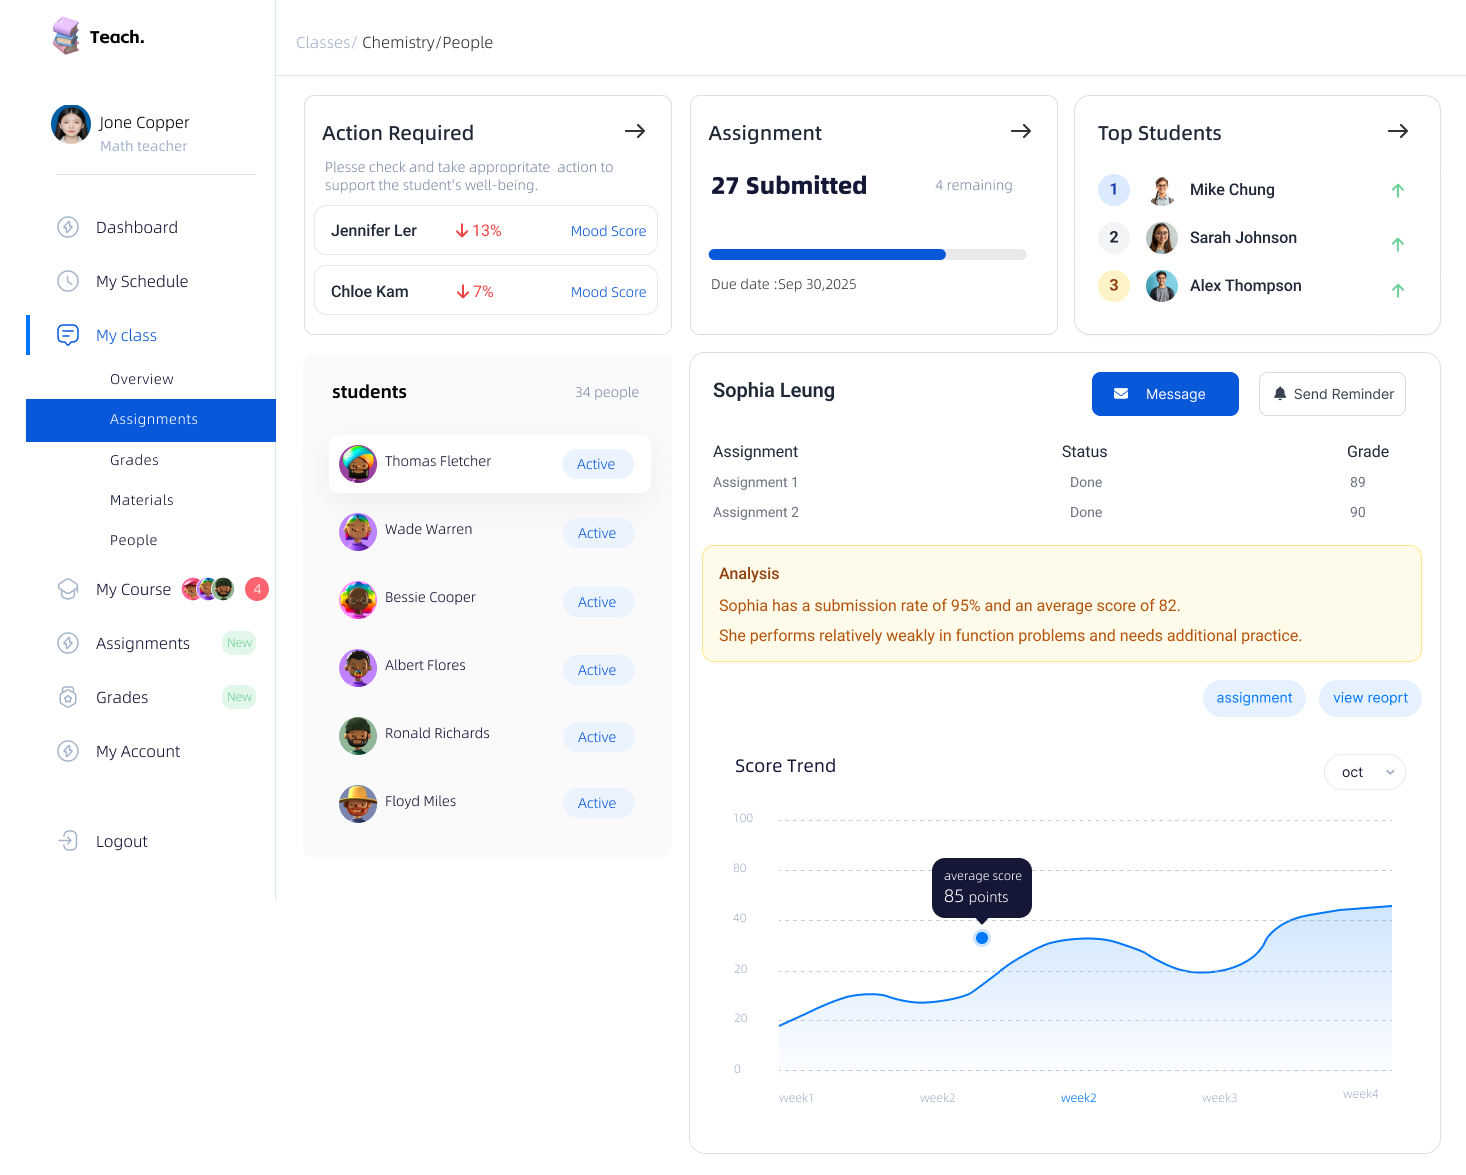 Teach.
Jone Copper
Math teacher
Dashboard
My Schedule
My class
Overview
Assignments
Grades
Materials
People
My Course 4
Assignments New
Grades New
My Account
Logout
Classes/ Chemistry/People
Action Required
Plesse check and take appropritate action to
support the student's well-being.
Jennifer Ler 13% Mood Score
Chloe Kam 7% Mood Score
Assignment
27 Submitted 4 remaining
Due date :Sep 30,2025
Top Students
1 Mike Chung
2 Sarah Johnson
3 Alex Thompson
students 34 people
Thomas Fletcher Active
Wade Warren Active
Bessie Cooper Active
Albert Flores Active
Ronald Richards Active
Floyd Miles Active
Sophia Leung Message Send Reminder
Assignment Status Grade
Assignment 1 Done 89
Assignment 2 Done 90
Analysis
Sophia has a submission rate of 95% and an average score of 82.
She performs relatively weakly in function problems and needs additional practice.
assignment view reoprt
Score Trend oct
100
80
average score
85 points
40
20
20
0
week1 week2 week2 week3 week4